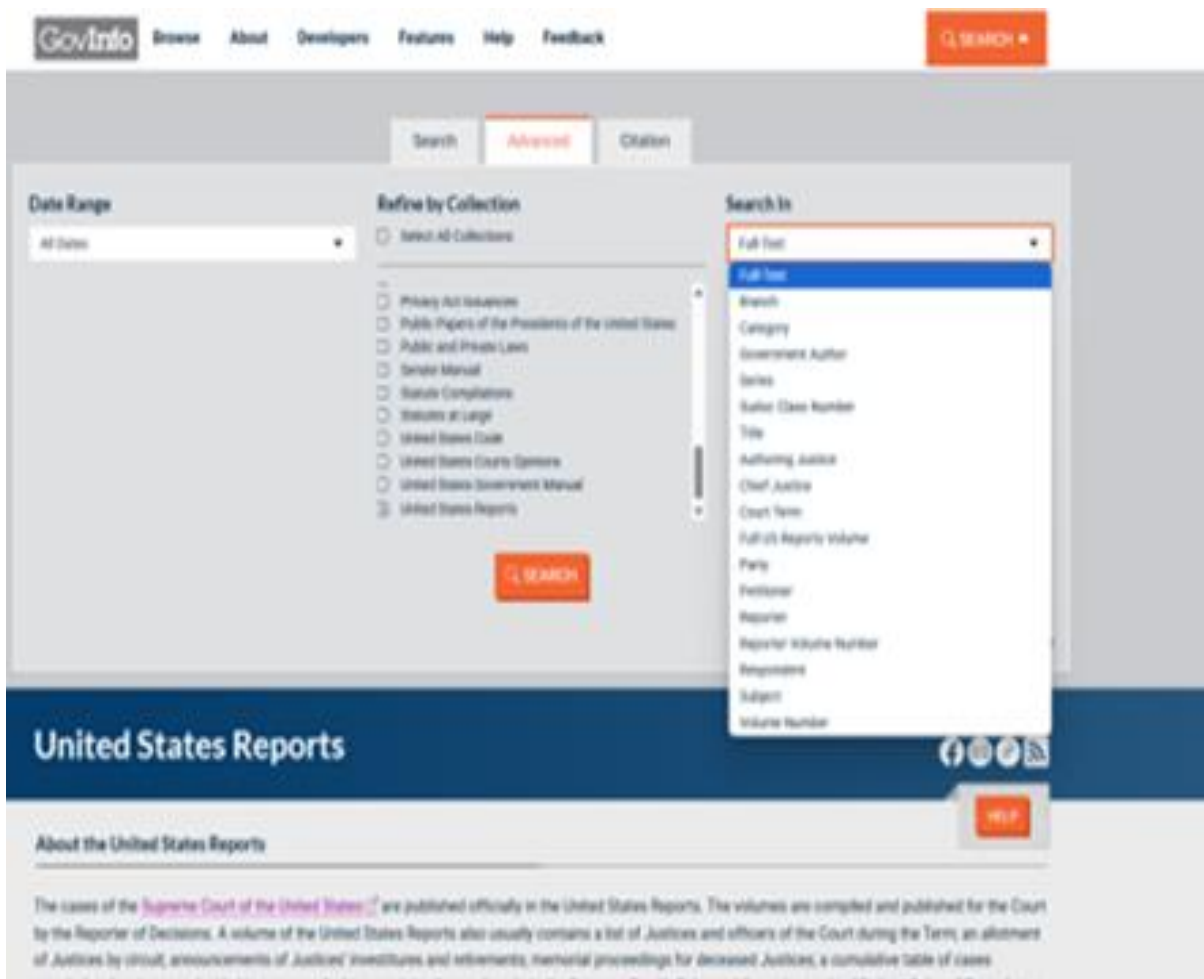 GovInfo Browse About Developers Features Help Feedback SEARCH
Search Advanced Citation
Date Range
All Dates
Refine by Collection
Select All Collections
Privacy Act Issuances
Public Papers of the Presidents of the United States
Public and Private Laws
Senate Manual
Statute Compilations
Statutes at Large
United States Code
United States Courts Opinions
United States Government Manual
United States Reports
SEARCH
Search In
Full-Text
Full-Text
Branch
Category
Government Author
Series
SuDoc Class Number
Title
Authoring Justice
Chief Justice
Court Term
Full US Reports Volume
Party
Petitioner
Reporter
Reporter Volume Number
Respondent
Subject
Volume Number
United States Reports
HELP
About the United States Reports
The cases of the Supreme Court of the United States are published officially in the United States Reports. The volumes are compiled and published for the Court
by the Reporter of Decisions. A volume of the United States Reports also usually contains a list of Justices and officers of the Court during the Term; an allotment
of Justices by circuit; announcements of Justices' investitures and retirements; memorial proceedings for deceased Justices; a cumulative table of cases